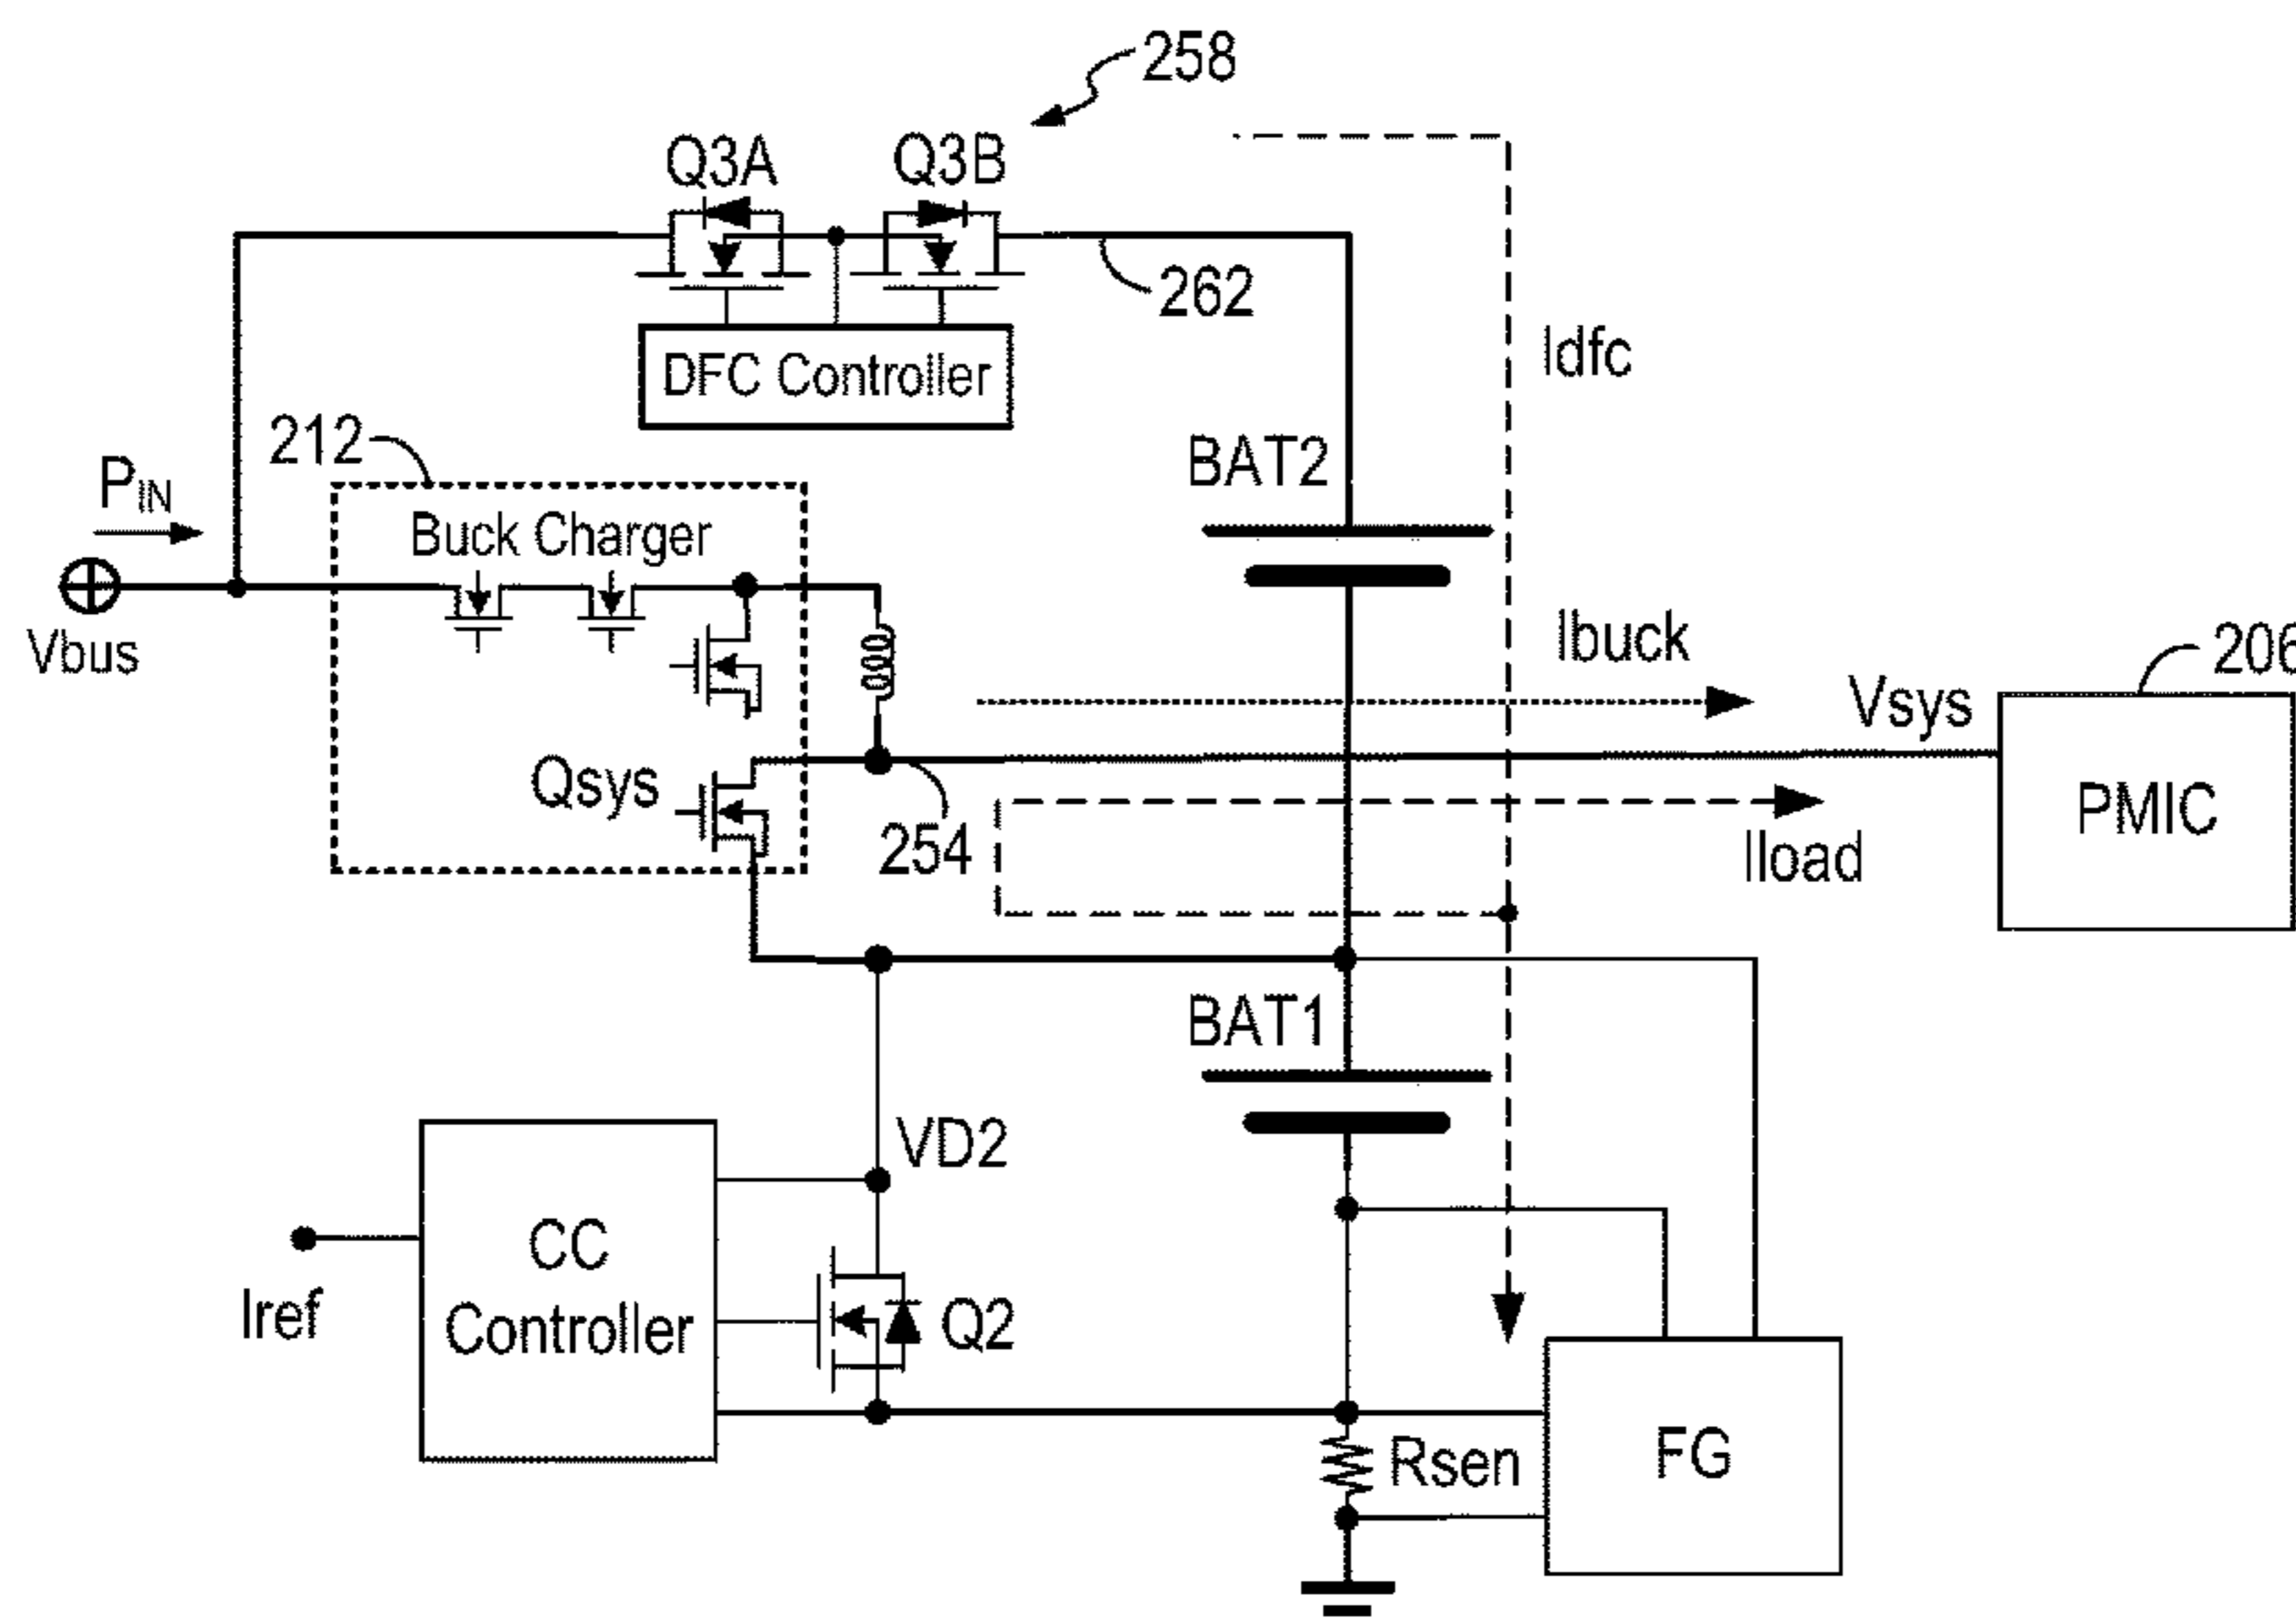 258
Q3A
Q3B
262
DFC Controller
Idfc
212
PIN
BAT2
Buck Charger
Vbus
Ibuck
206
Vsys
Qsys
PMIC
254
Iload
BAT1
VD2
CC
Controller
Iref
Q2
Rsen
FG